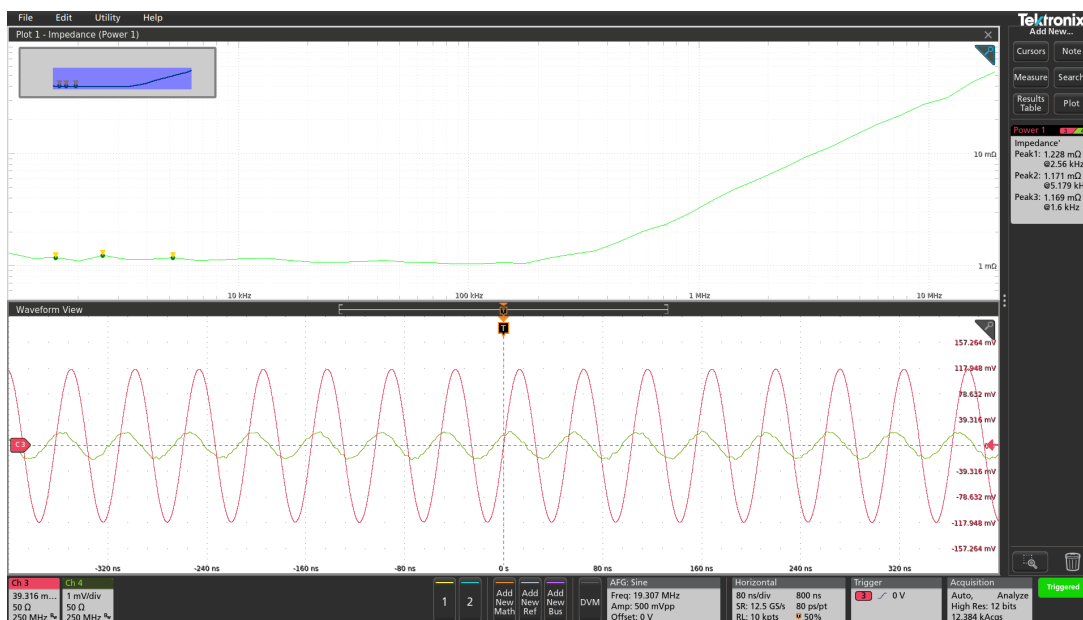 File Edit Utility Help
Tektronix
Add New...
Plot 1 - Impedance (Power 1)
Cursors Note
Measure Search
Results Table Plot
10 mΩ
1 mΩ
10 kHz 100 kHz 1 MHz 10 MHz
Power 1 3
Impedance'
Peak1: 1.228 mΩ
@2.56 kHz
Peak2: 1.171 mΩ
@5.179 kH
Peak3: 1.169 mΩ
@1.6 kHz
Waveform View
U
T
157.264 mV
117.948 mV
78.632 mV
39.316 mV
C 3
-39.316 mV
-78.632 mV
-117.948 mV
-157.264 mV
-320 ns -240 ns -160 ns -80 ns 0 s 80 ns 160 ns 240 ns 320 ns
Ch 3
39.316 m...
50 Ω
250 MHz
Ch 4
1 mV/div
50 Ω
250 MHz
1
2
Add New Math
Add New Ref
Add New Bus
DVM
AFG: Sine
Freq: 19.307 MHz
Amp: 500 mVpp
Offset: 0 V
Horizontal
80 ns/div 800 ns
SR: 12.5 GS/s 80 ps/pt
RL: 10 kpts 50%
Trigger
3 0 V
Acquisition
Auto, Analyze
High Res: 12 bits
12.384 kAcqs
Triggered